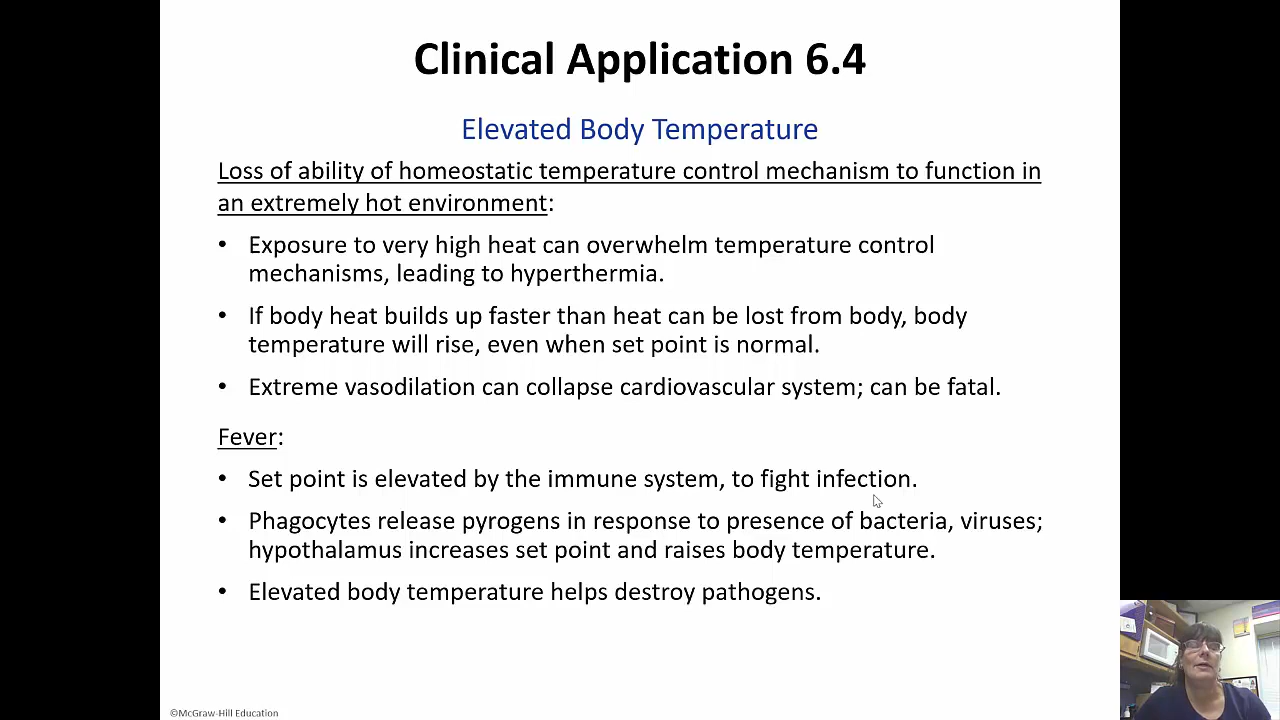 Clinical Application 6.4
Elevated Body Temperature
Loss of ability of homeostatic temperature control mechanism to function in
an extremely hot environment:
• Exposure to very high heat can overwhelm temperature control
mechanisms, leading to hyperthermia.
• If body heat builds up faster than heat can be lost from body, body
temperature will rise, even when set point is normal.
• Extreme vasodilation can collapse cardiovascular system; can be fatal.
Fever:
• Set point is elevated by the immune system, to fight infection.
• Phagocytes release pyrogens in response to presence of bacteria, viruses;
hypothalamus increases set point and raises body temperature.
• Elevated body temperature helps destroy pathogens.
©McGraw-Hill Education